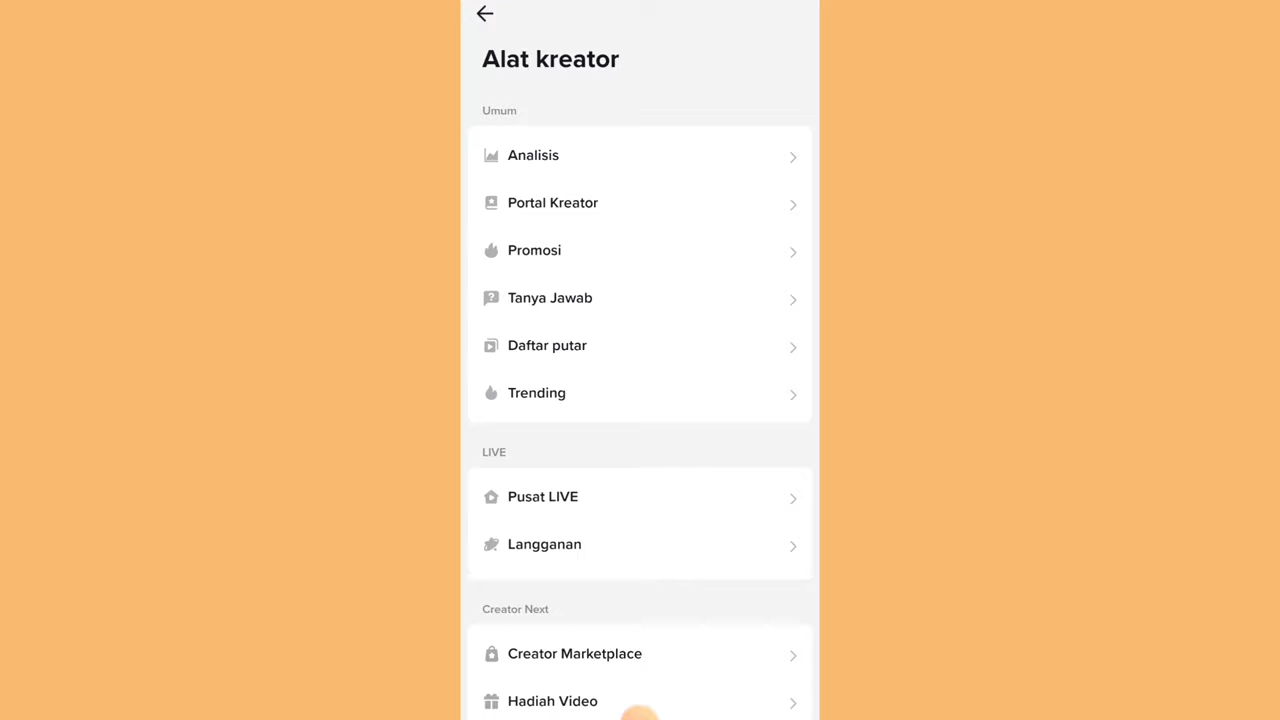 Alat kreator
Umum
Analisis
Portal Kreator
Promosi
Tanya Jawab
Daftar putar
Trending
LIVE
Pusat LIVE
Langganan
Creator Next
Creator Marketplace
Hadiah Video